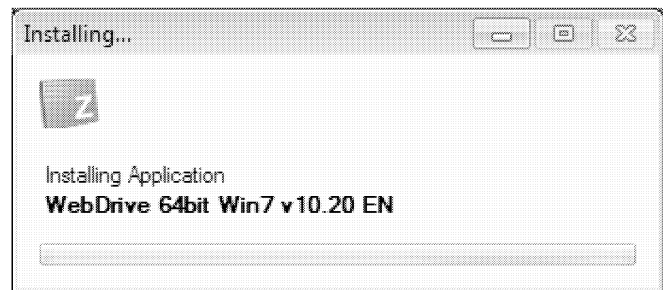 Installing...
Z
Installing Application
WebDrive 64bit Win7 v10.20 EN